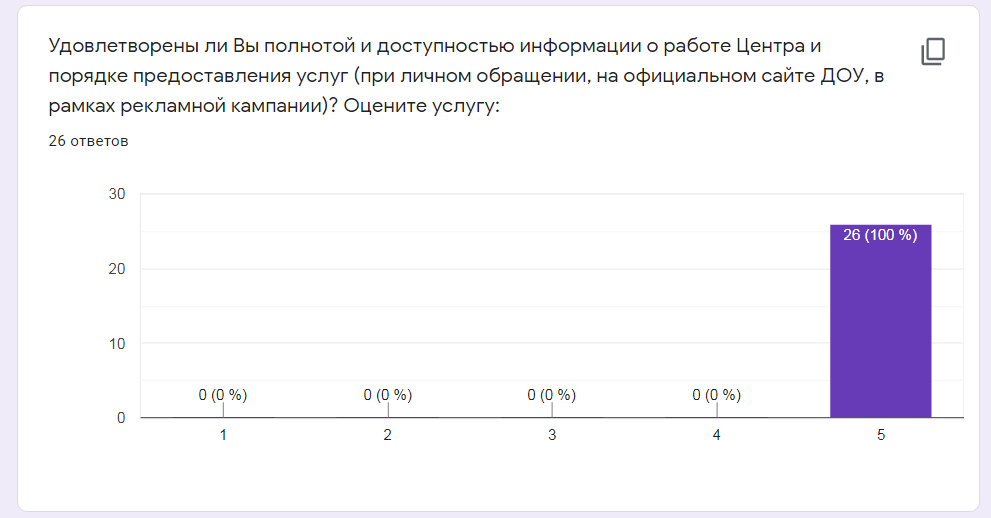 Удовлетворены ли Вы полнотой и доступностью информации о работе Центра и
порядке предоставления услуг (при личном обращении, на официальном сайте ДОУ, в
рамках рекламной кампании)? Оцените услугу:
26 ответов
30
20
10
0
0 (0 %)
0 (0 %)
0 (0 %)
0 (0 %)
26 (100 %)
1
2
3
4
5